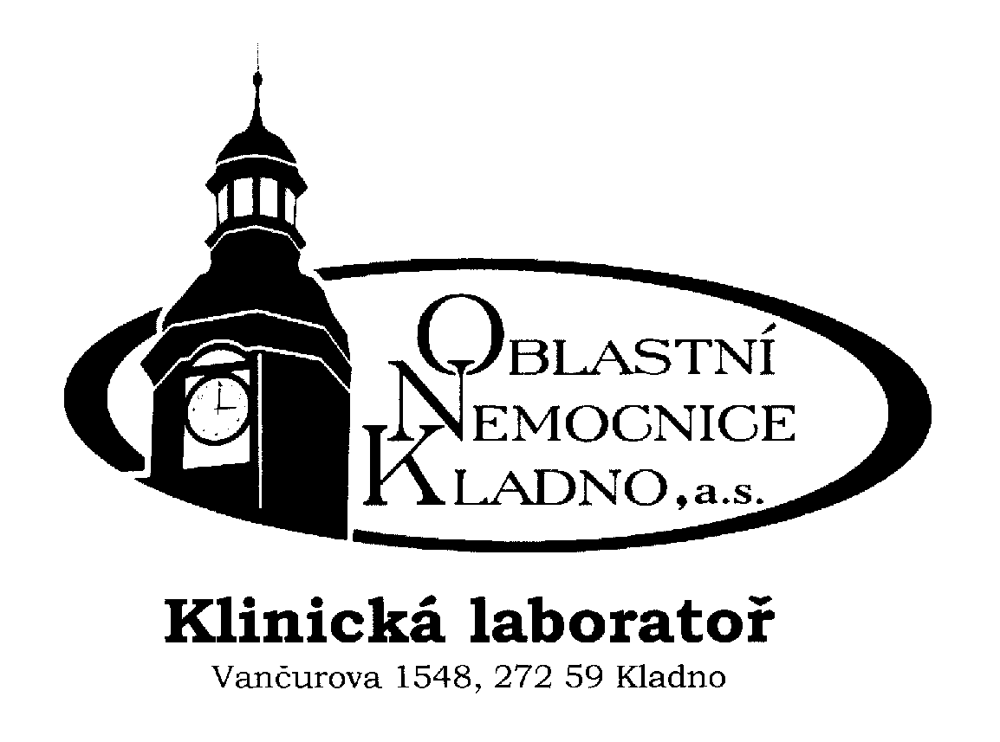 OBLASTNÍ
NEMOCNICE
KLADNO, a.s.
Klinická laboratoř
Vančurova 1548, 272 59 Kladno